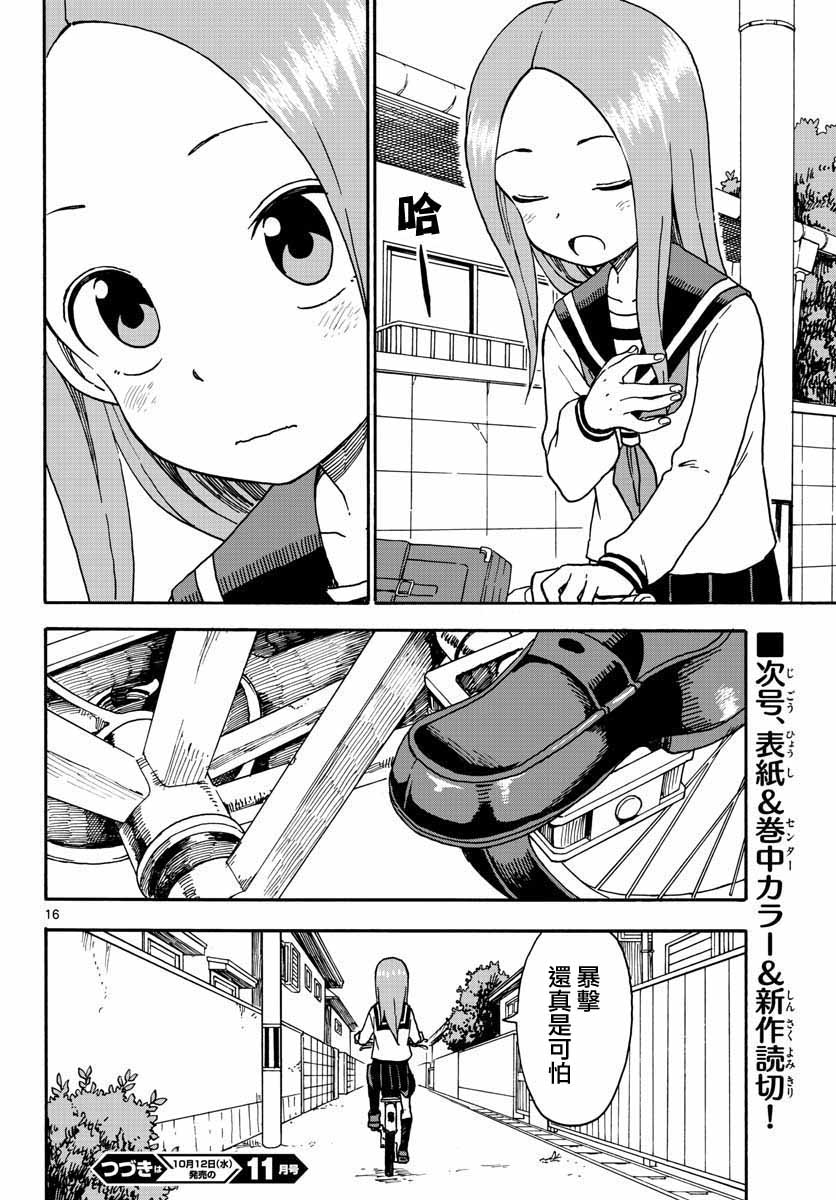 哈
■次号、表紙&巻中カラー&新作読切!
じごう
ひょうし
センター
しんさくよみきり
16
暴擊
還真是可怕
つづきは
10月12日(水)
発売の
11月号